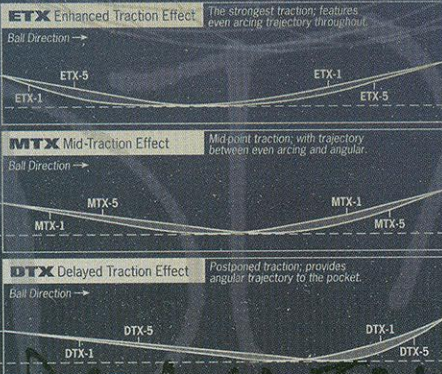 ETX Enhanced Traction Effect
The strongest traction; features
even arcing trajectory throughout.
Ball Direction →
ETX-5
ETX-1
ETX-1
ETX-5
MTX Mid-Traction Effect
Mid-point traction; with trajectory
between even arcing and angular.
Ball Direction →
MTX-5
MTX-1
MTX-1
MTX-5
DTX Delayed Traction Effect
Postponed traction; provides
angular trajectory to the pocket.
Ball Direction →
DTX-5
DTX-1
DTX-1
DTX-5